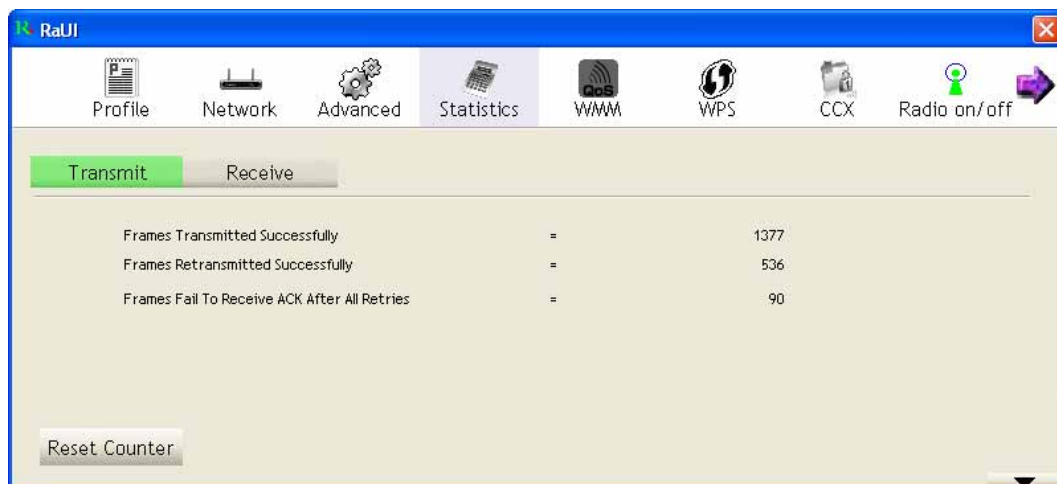 RaUI
Profile Network Advanced Statistics QoS WMM WPS CCX Radio on/off
Transmit Receive
Frames Transmitted Successfully = 1377
Frames Retransmitted Successfully = 536
Frames Fail To Receive ACK After All Retries = 90
Reset Counter